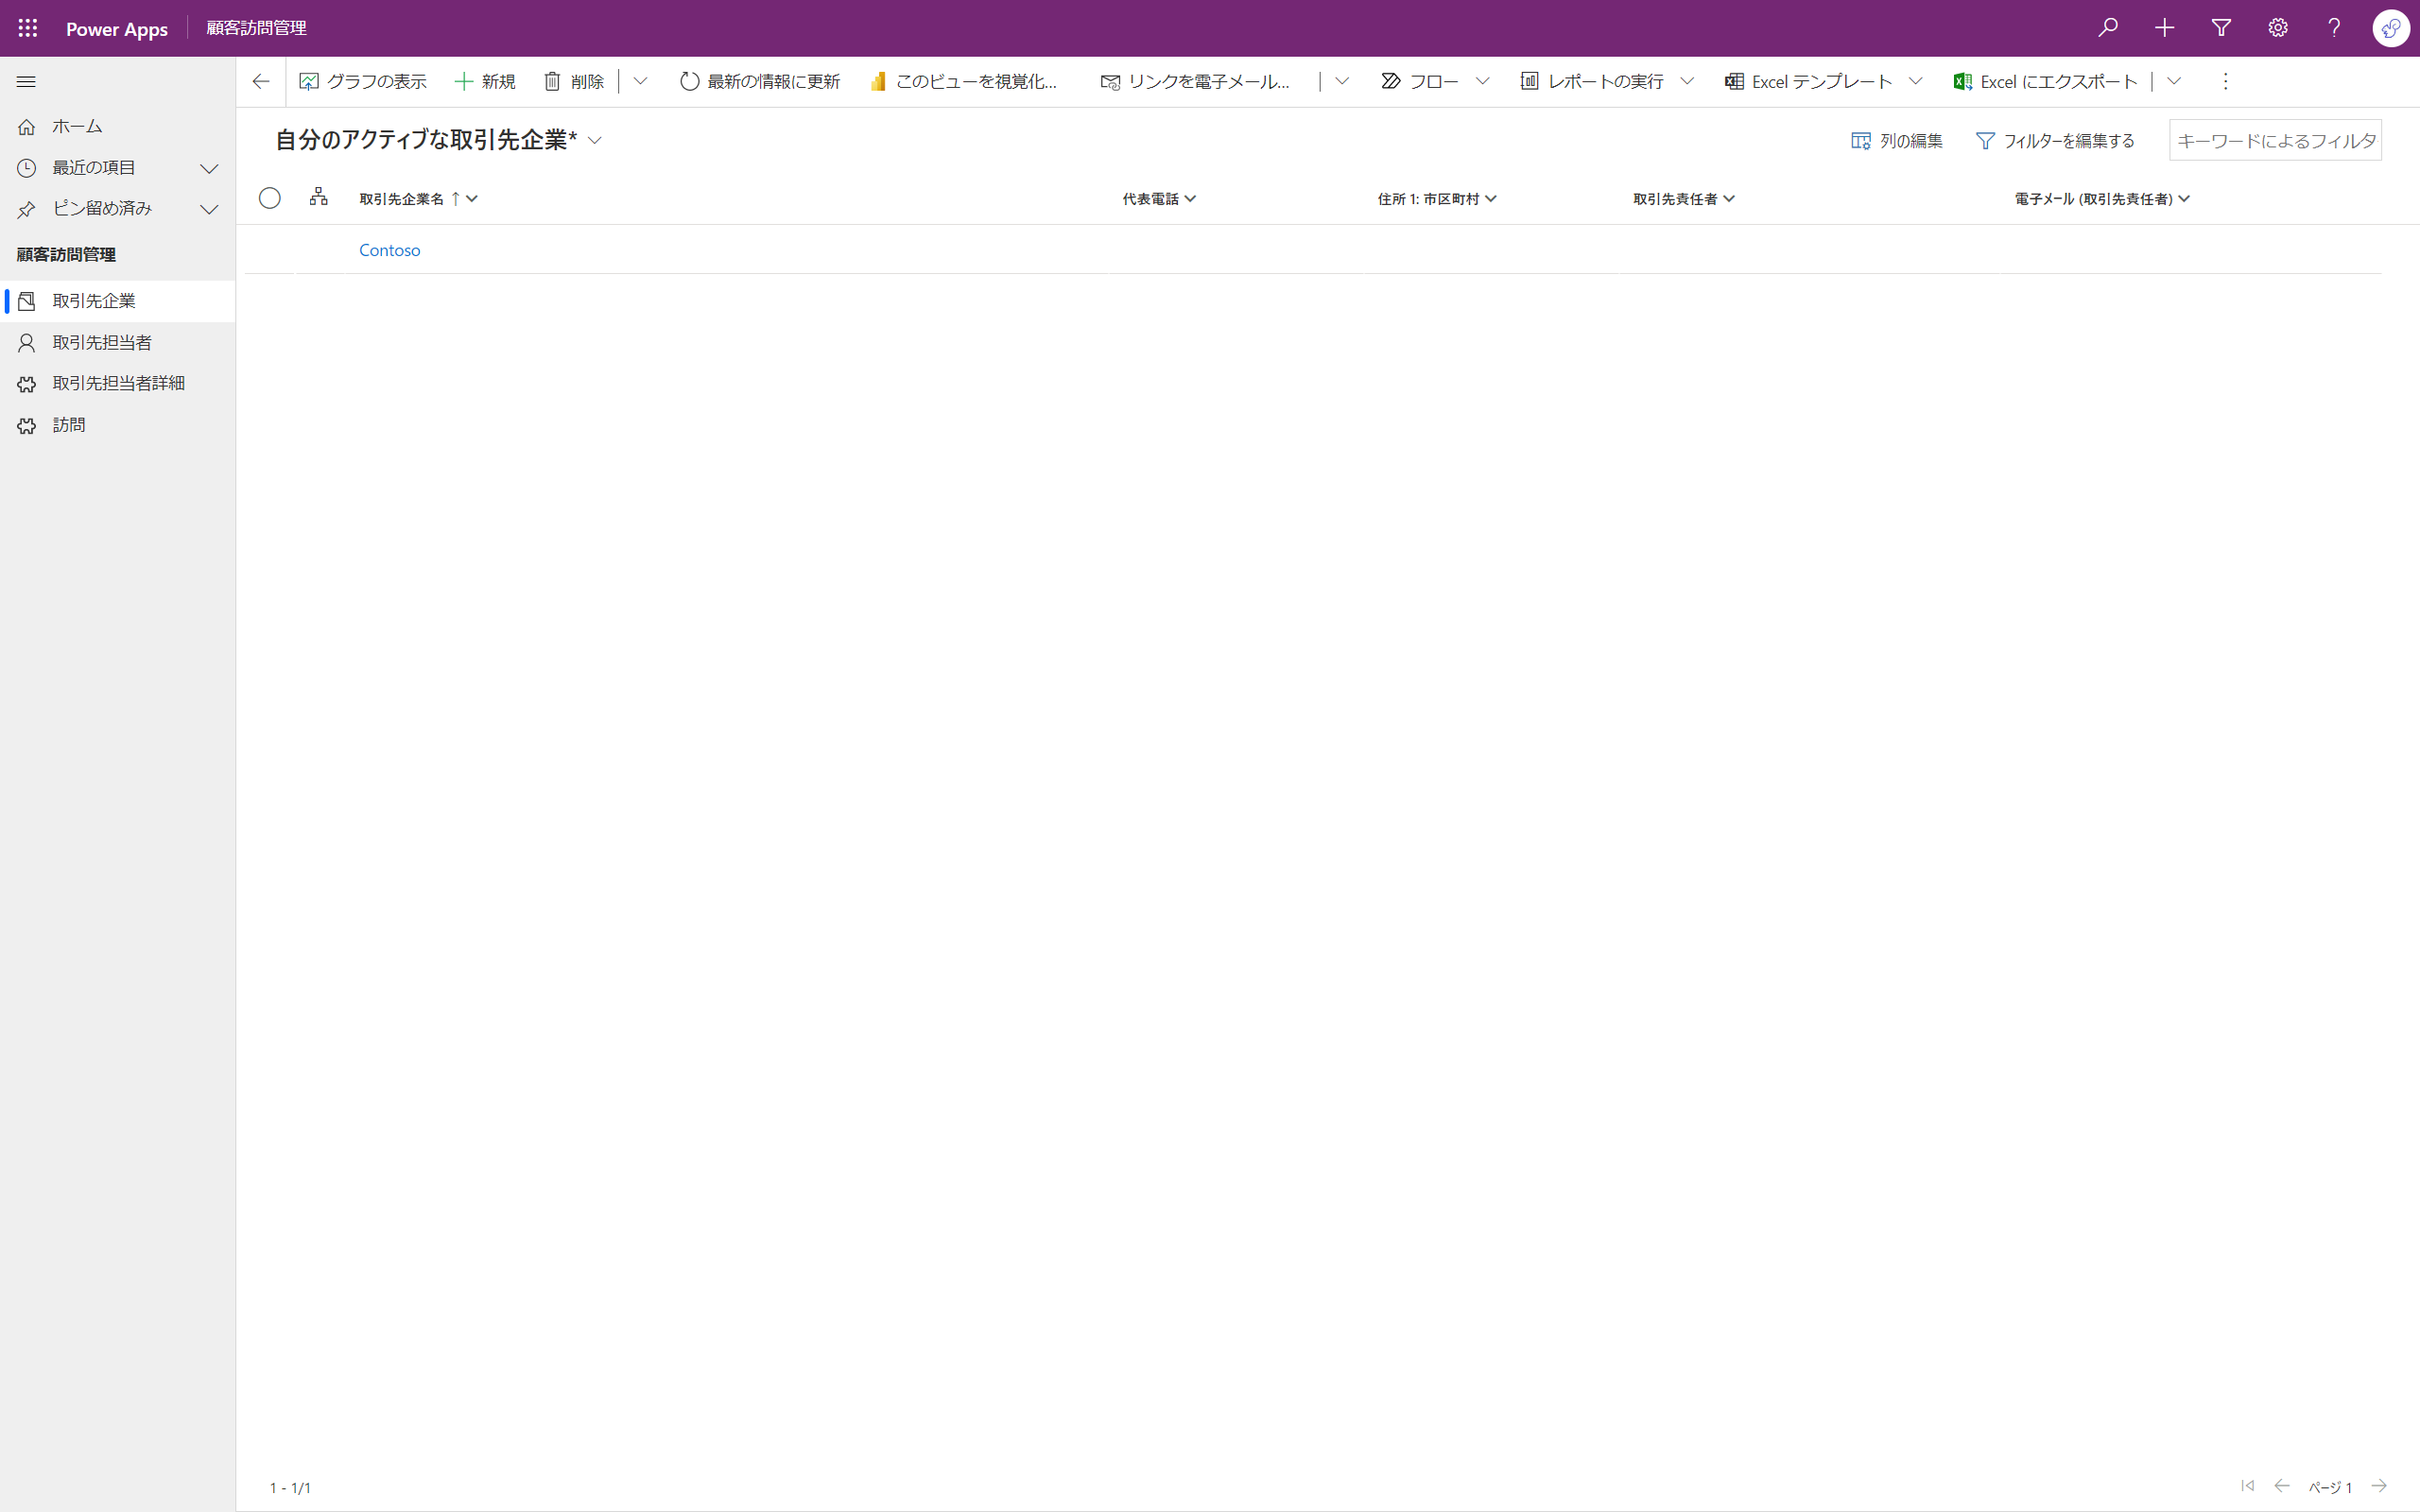 Power Apps 顧客訪問管理
グラフの表示 新規 削除 最新の情報に更新 このビューを視覚化... リンクを電子メール... フロー レポートの実行 Excel テンプレート Excel にエクスポート
ホーム
最近の項目
ピン留め済み
顧客訪問管理
取引先企業
取引先担当者
取引先担当者詳細
訪問
自分のアクティブな取引先企業*
列の編集 フィルターを編集する キーワードによるフィルタ
取引先企業名 ↑ 代表電話 住所 1: 市区町村 取引先責任者 電子メール (取引先責任者)
Contoso
1 - 1/1
ページ 1